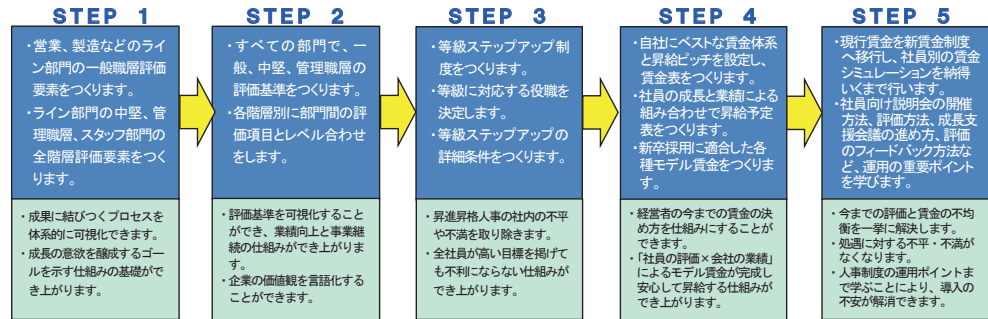 STEP 1
・営業、製造などのライ
ン部門の一般職層評価
要素をつくります。
・ライン部門の中堅、管
理職層、スタッフ部門の
全階層評価要素をつく
ります。
・成果に結びつくプロセスを
体系的に可視化できます。
・成長の意欲を醸成するゴー
ルを示す仕組みの基礎がで
き上がります。
STEP 2
・すべての部門で、一
般、中堅、管理職層の
評価基準をつくります。
・各階層別に部門間の評
価項目とレベル合わせ
をします。
・評価基準を可視化すること
ができ、業績向上と事業継
続の仕組みができ上がりま
す。
・企業の価値観を言語化する
ことができます。
STEP 3
・等級ステップアップ制
度をつくります。
・等級に対応する役職を
決定します。
・等級ステップアップの
詳細条件をつくります。
・昇進昇格人事の社内の不平
や不満を取り除きます。
・全社員が高い目標を掲げて
も不利にならない仕組みが
でき上がります。
STEP 4
・自社にベストな賃金体系
と昇給ピッチを設定し、
賃金表をつくります。
・社員の成長と業績による
組み合わせで昇給予定
表をつくります。
・新卒採用に適合した各
種モデル賃金をつくりま
す。
・経営者の今までの賃金の決
め方を仕組みにすることが
できます。
・「社員の評価×会社の業績」
によるモデル賃金が完成し
安心して昇給する仕組みが
でき上がります。
STEP 5
・現行賃金を新賃金制度
へ移行し、社員別の賃金
シミュレーションを納得
いくまで行います。
・社員向け説明会の開催
方法、評価方法、成長支
援会議の進め方、評価
のフィードバック方法な
ど、運用の重要ポイント
を学びます。
・今までの評価と賃金の不均
衡を一挙に解決します。
・処遇に対する不平・不満が
なくなります。
・人事制度の運用ポイントま
で学ぶことにより、導入の
不安が解消できます。